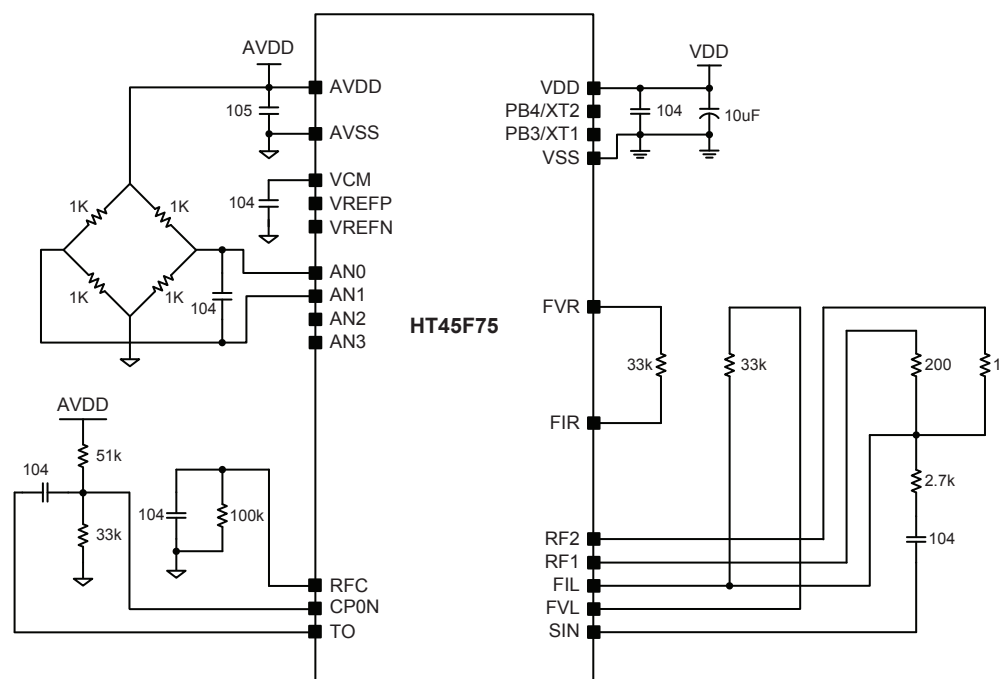 AVDD
AVDD
105
AVSS
VCM
104
VREFP
VREFN
1K
1K
1K
1K
104
AN0
AN1
AN2
AN3
HT45F75
VDD
VDD
PB4/XT2
104
10uF
PB3/XT1
VSS
FVR
33k
33k
200
1
FIR
AVDD
51k
104
33k
104
100k
2.7k
104
RFC
CP0N
TO
RF2
RF1
FIL
FVL
SIN